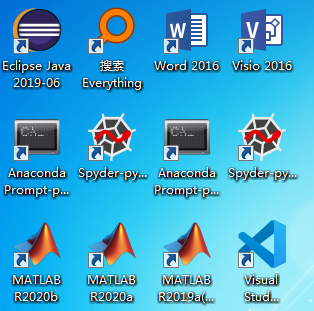 Eclipse Java
2019-06
搜索
Everything
Word 2016
Visio 2016
C:\_
Anaconda
Prompt-p...
Spyder-py...
C:\_
Anaconda
Prompt-p...
Spyder-py...
MATLAB
R2020b
MATLAB
R2020a
MATLAB
R2019a(...
Visual
Stud...